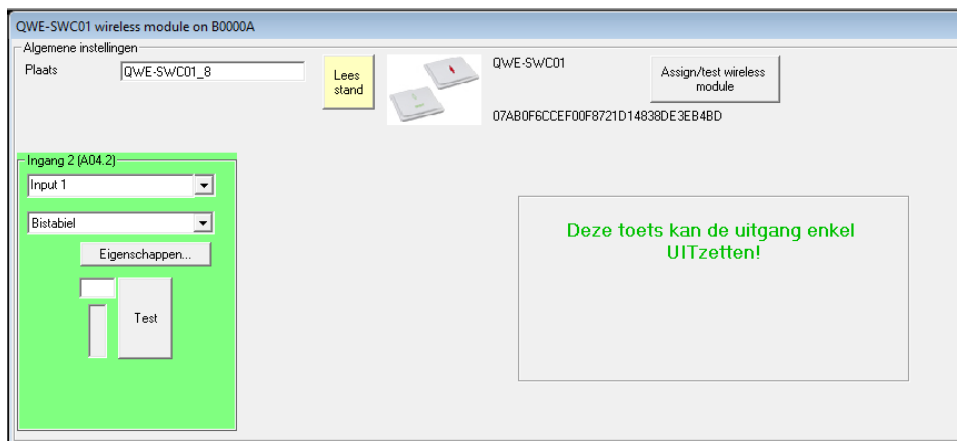 QWE-SWC01 wireless module on B0000A
Algemene instellingen
Plaats
QWE-SWC01_8
Lees
stand
QWE-SWC01
07AB0F6CCEF00F8721D14838DE3EB4BD
Assign/test wireless
module
Ingang 2 (A04.2)
Input 1
Bistabiel
Eigenschappen...
Test
Deze toets kan de uitgang enkel
UITzetten!